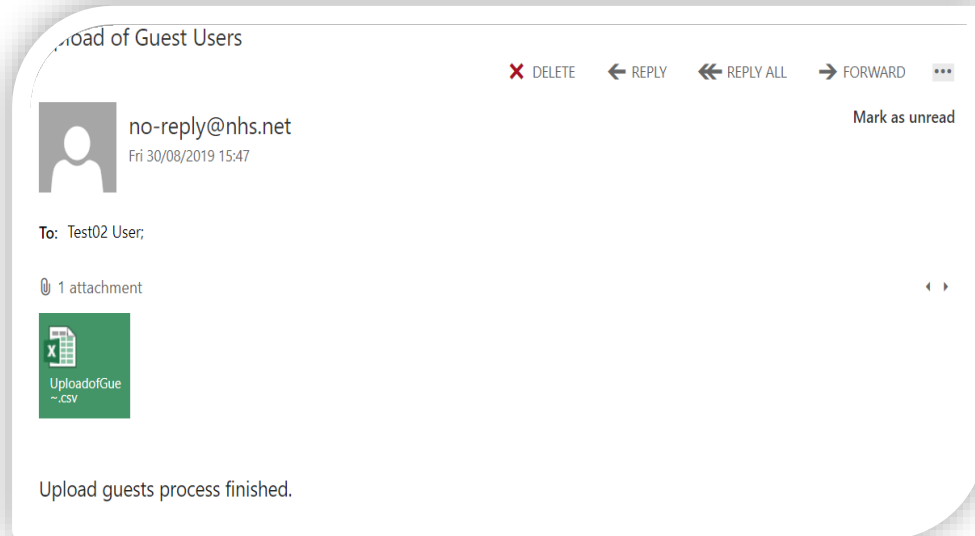 of Guest Users
DELETE REPLY REPLY ALL FORWARD ...
no-reply@nhs.net
Mark as unread
Fri 30/08/2019 15:47
To: Test02 User;
1 attachment
UploadofGue
~.csv
Upload guests process finished.